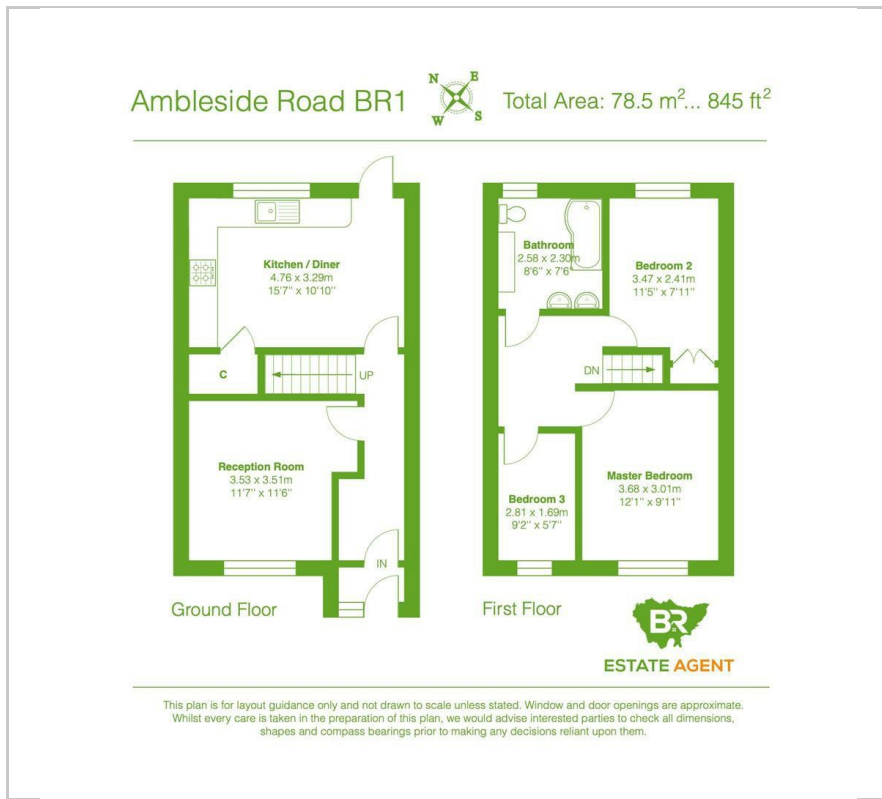 Ambleside Road BR1
N E
W S
Total Area: 78.5 m²... 845 ft²
Kitchen / Diner
4.76 x 3.29m
15'7" x 10'10"
C
UP
Reception Room
3.53 x 3.51m
11'7" x 11'6"
IN
Ground Floor
Bathroom
2.58 x 2.30m
8'6" x 7'6"
Bedroom 2
3.47 x 2.41m
11'5" x 7'11"
DN
Master Bedroom
3.68 x 3.01m
12'1" x 9'11"
Bedroom 3
2.81 x 1.69m
9'2" x 5'7"
First Floor
B&R
ESTATE AGENT
This plan is for layout guidance only and not drawn to scale unless stated. Window and door openings are approximate.
Whilst every care is taken in the preparation of this plan, we would advise interested parties to check all dimensions,
shapes and compass bearings prior to making any decisions reliant upon them.